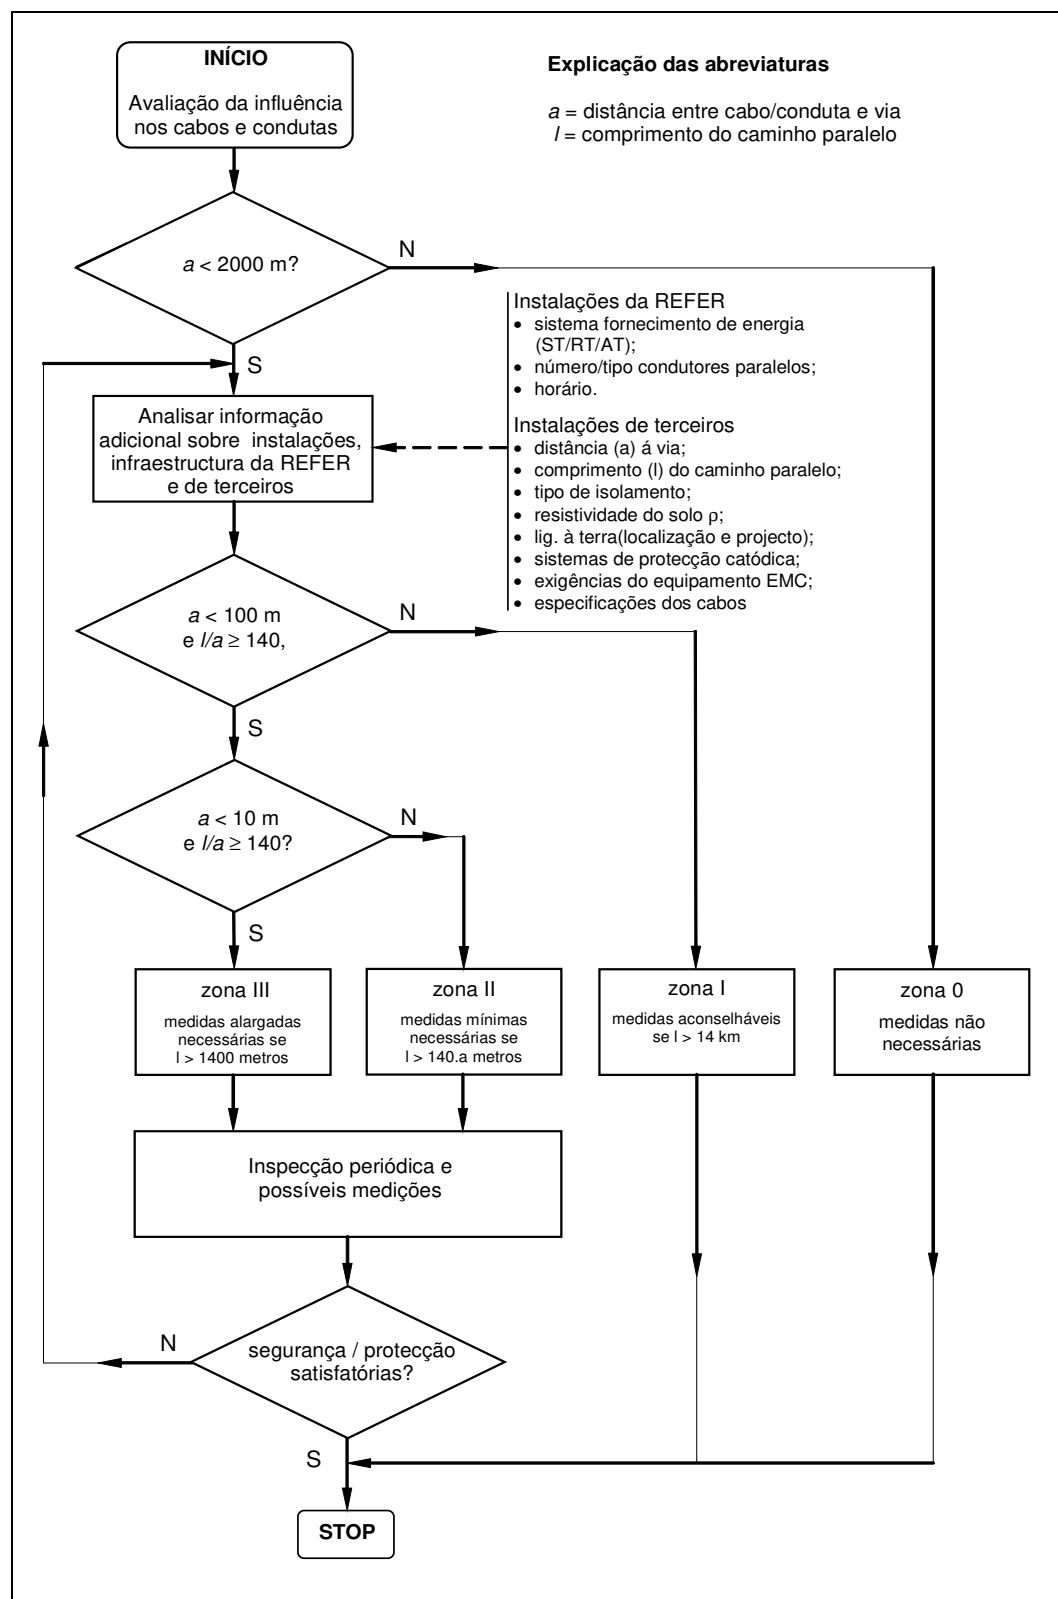 INÍCIO
Avaliação da influência
nos cabos e condutas
Explicação das abreviaturas
a = distância entre cabo/conduta e via
l = comprimento do caminho paralelo
a < 2000 m?
N
S
Instalações da REFER
• sistema fornecimento de energia
(ST/RT/AT);
• número/tipo condutores paralelos;
• horário.
Instalações de terceiros
• distância (a) á via;
• comprimento (l) do caminho paralelo;
• tipo de isolamento;
• resistividade do solo ρ;
• lig. à terra(localização e projecto);
• sistemas de protecção catódica;
• exigências do equipamento EMC;
• especificações dos cabos
Analisar informação
adicional sobre instalações,
infraestructura da REFER
e de terceiros
a < 100 m
e l/a ≥ 140,
N
S
a < 10 m
e l/a ≥ 140?
N
S
zona III
medidas alargadas
necessárias se
l > 1400 metros
zona II
medidas mínimas
necessárias se
l > 140.a metros
zona I
medidas aconselháveis
se l > 14 km
zona 0
medidas não
necessárias
Inspecção periódica e
possíveis medições
segurança / protecção
satisfatórias?
N
S
STOP